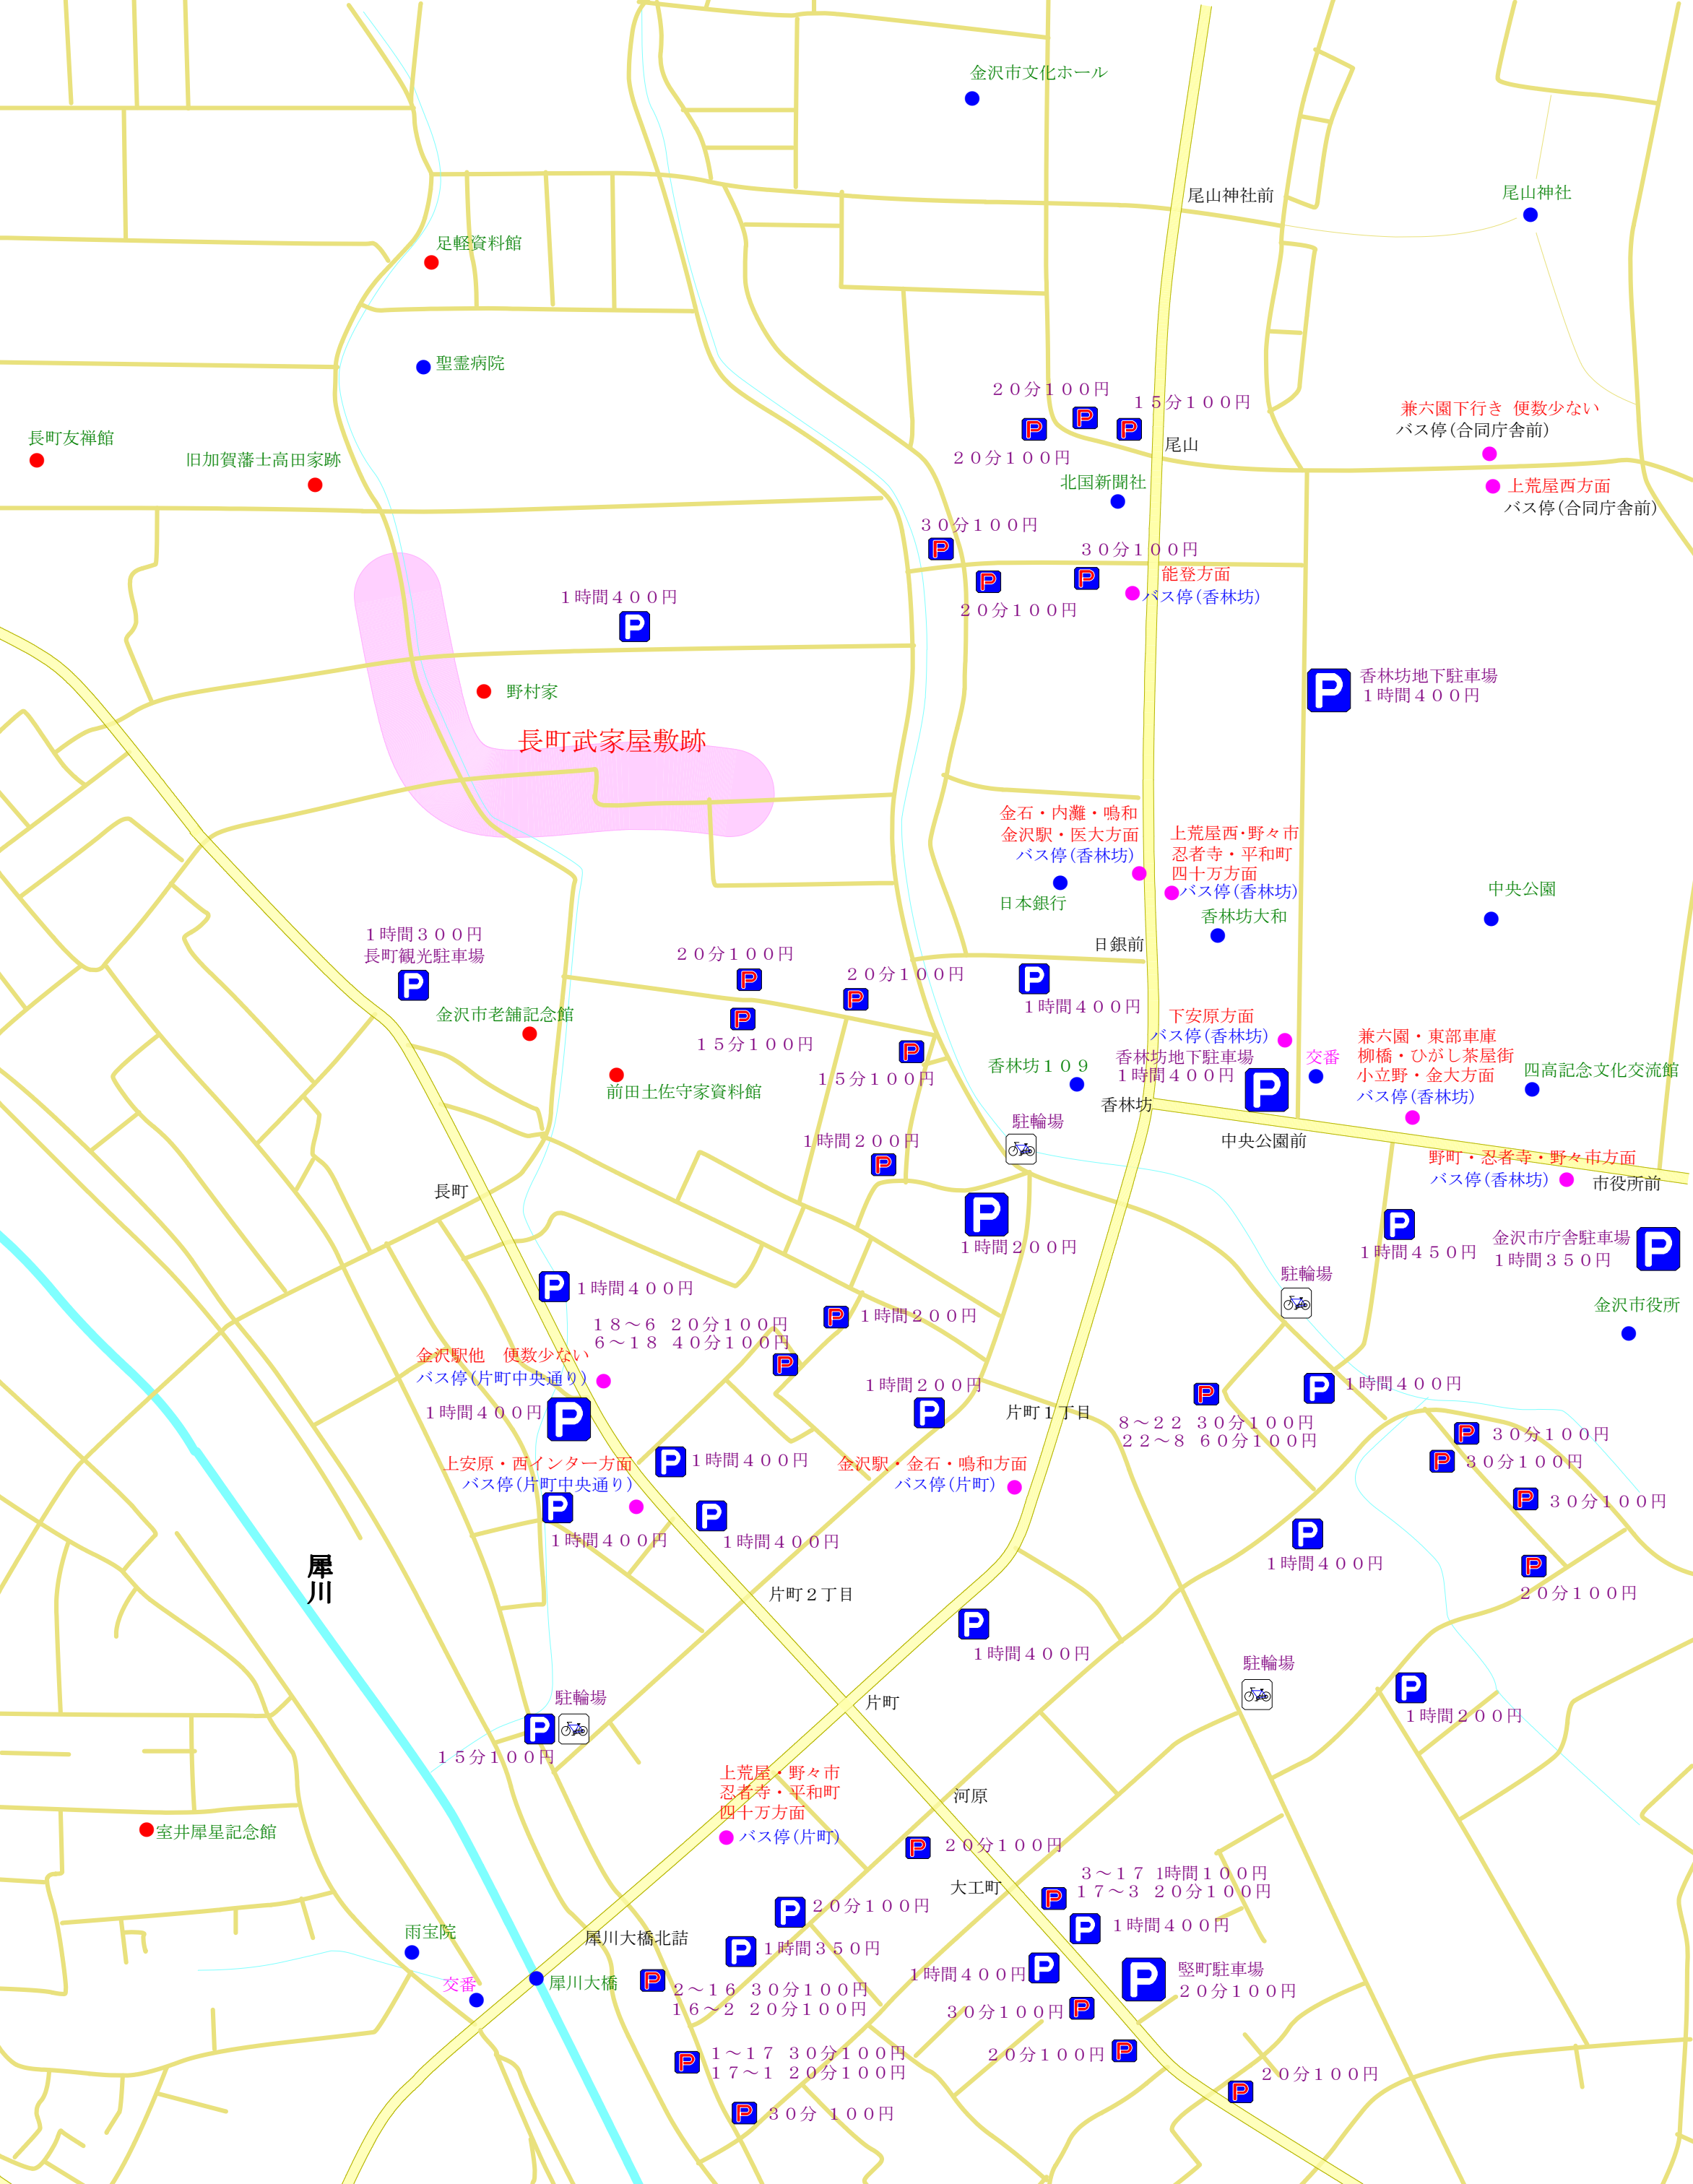 金沢市文化ホール
尾山神社前
尾山神社
足軽資料館
聖霊病院
長町友禅館
旧加賀藩士高田家跡
２０分１００円
１５分１００円
２０分１００円
尾山
兼六園下行き 便数少ない
バス停(合同庁舎前)
上荒屋西方面
バス停(合同庁舎前)
北国新聞社
３０分１００円
３０分１００円
２０分１００円
能登方面
バス停(香林坊)
１時間４００円
野村家
長町武家屋敷跡
香林坊地下駐車場
１時間４００円
金石・内灘・鳴和
金沢駅・医大方面
バス停(香林坊)
日本銀行
上荒屋西・野々市
忍者寺・平和町
四十万方面
バス停(香林坊)
香林坊大和
中央公園
日銀前
１時間３００円
長町観光駐車場
金沢市老舗記念館
２０分１００円
１５分１００円
２０分１００円
１５分１００円
１時間４００円
前田土佐守家資料館
香林坊１０９
下安原方面
バス停(香林坊)
香林坊地下駐車場
１時間４００円
交番
兼六園・東部車庫
柳橋・ひがし茶屋街
小立野・金大方面
バス停(香林坊)
四高記念文化交流館
香林坊
駐輪場
中央公園前
１時間２００円
野町・忍者寺・野々市方面
バス停(香林坊)
市役所前
長町
１時間２００円
１時間４５０円
金沢市庁舎駐車場
１時間３５０円
金沢市役所
駐輪場
１時間４００円
１８～６ ２０分１００円
６～１８ ４０分１００円
１時間２００円
金沢駅他 便数少ない
バス停(片町中央通り)
１時間４００円
１時間２００円
片町１丁目
８～２２ ３０分１００円
２２～８ ６０分１００円
１時間４００円
３０分１００円
３０分１００円
３０分１００円
上安原・西インター方面
バス停(片町中央通り)
１時間４００円
１時間４００円
１時間４００円
金沢駅・金石・鳴和方面
バス停(片町)
１時間４００円
２０分１００円
犀川
片町２丁目
１時間４００円
片町
駐輪場
１５分１００円
駐輪場
１時間２００円
上荒屋・野々市
忍者寺・平和町
四十万方面
バス停(片町)
河原
室井犀星記念館
２０分１００円
大工町
３～１７ 1時間１００円
１７～３ ２０分１００円
１時間４００円
２０分１００円
１時間３５０円
犀川大橋北詰
雨宝院
交番
犀川大橋
２～１６ ３０分１００円
１６～２ ２０分１００円
１時間４００円
竪町駐車場
２０分１００円
３０分１００円
２０分１００円
１～１７ ３０分１００円
１７～１ ２０分１００円
２０分１００円
３０分 １００円